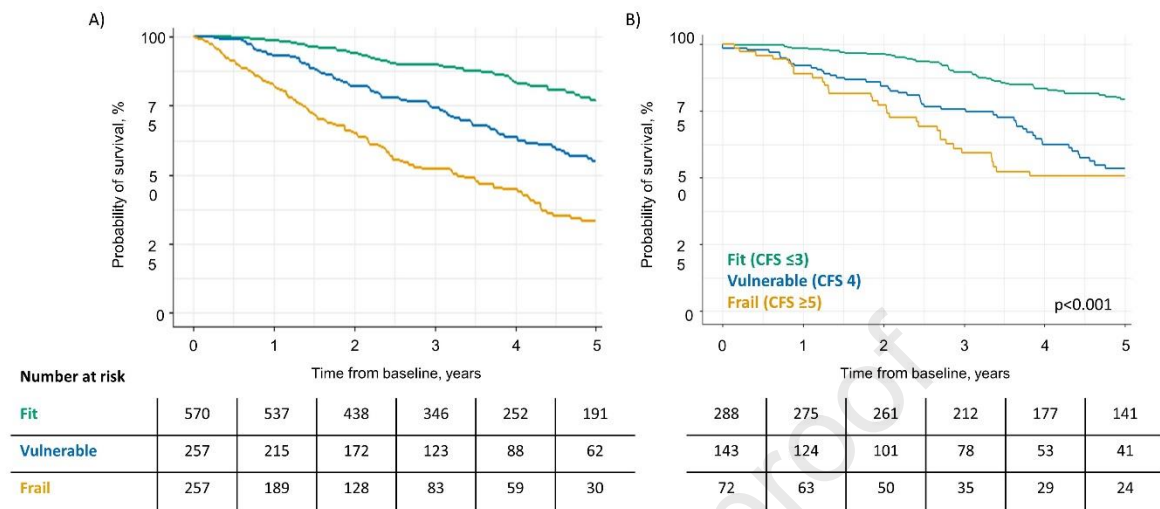 A)
B)
Probability of survival, %
100
7
5
5
0
2
5
0
0 1 2 3 4 5
Time from baseline, years
Probability of survival, %
100
7
5
5
0
2
5
0
Fit (CFS ≤3)
Vulnerable (CFS 4)
Frail (CFS ≥5)
p<0.001
0 1 2 3 4 5
Time from baseline, years
Number at risk
Fit 570 537 438 346 252 191 288 275 261 212 177 141
Vulnerable 257 215 172 123 88 62 143 124 101 78 53 41
Frail 257 189 128 83 59 30 72 63 50 35 29 24
proof